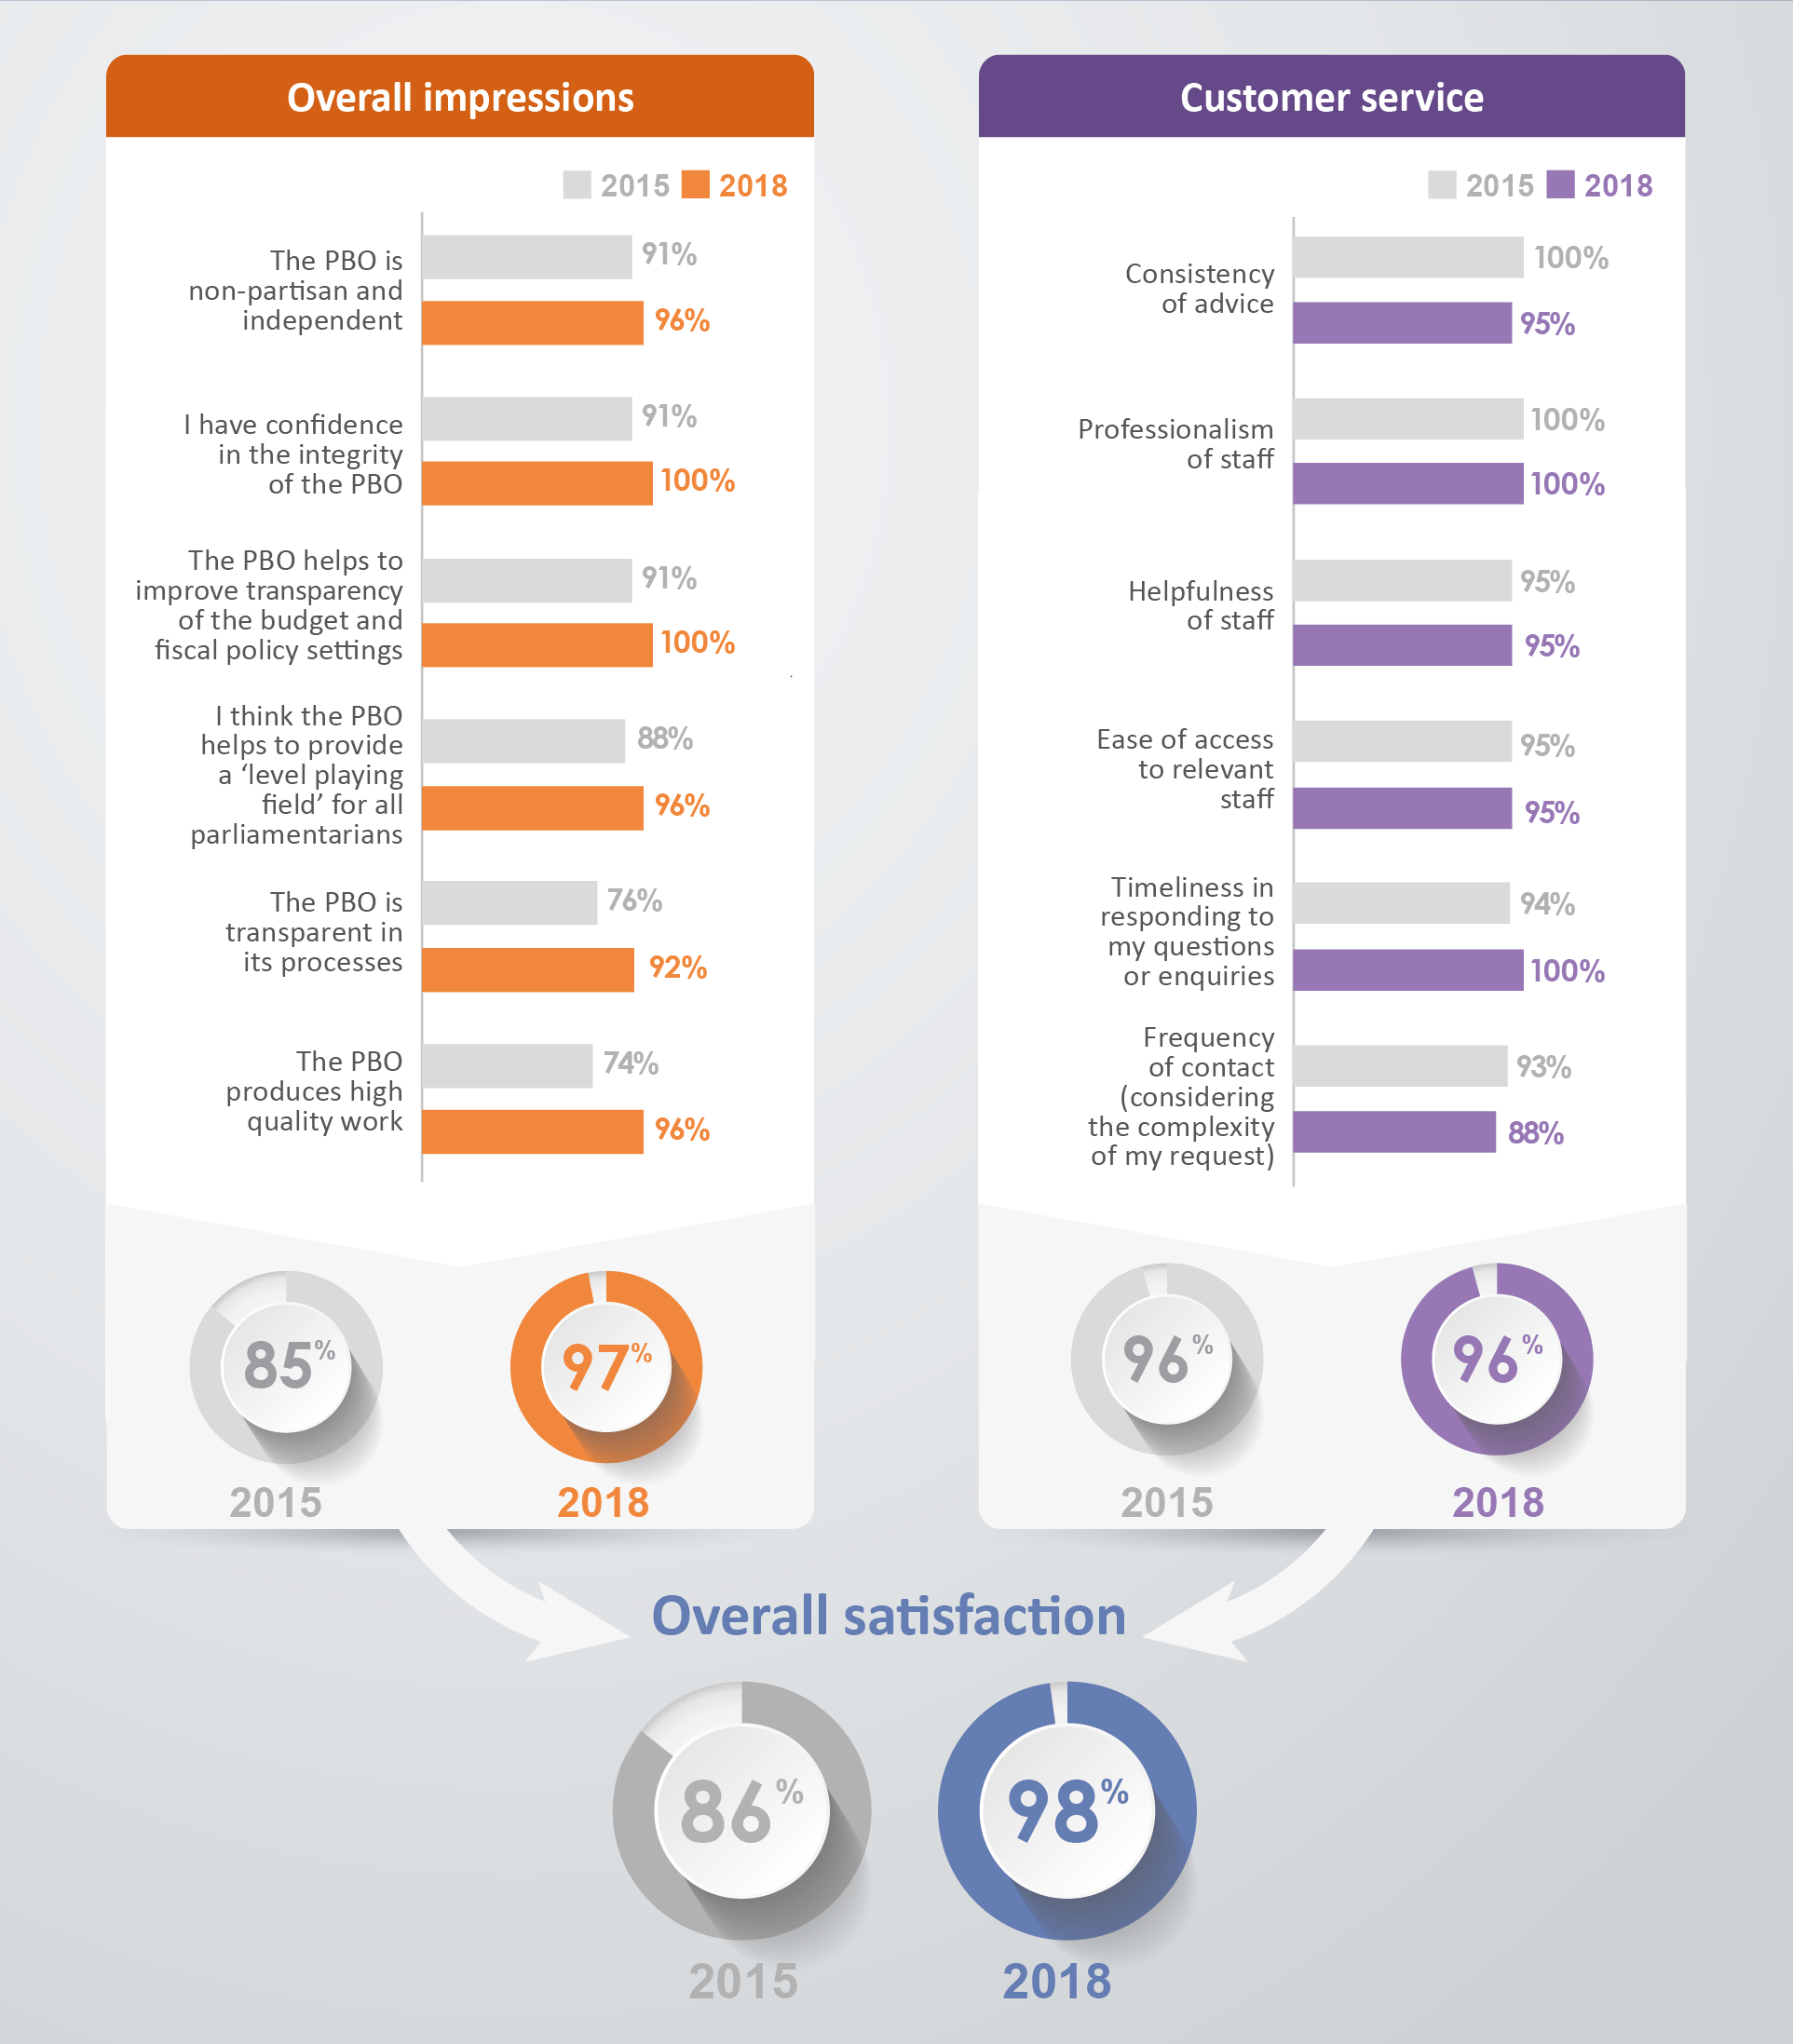 Overall impressions
2015 2018
The PBO is
non-partisan and
independent
91%
96%
I have confidence
in the integrity
of the PBO
91%
100%
The PBO helps to
improve transparency
of the budget and
fiscal policy settings
91%
100%
I think the PBO
helps to provide
a ‘level playing
field’ for all
parliamentarians
88%
96%
The PBO is
transparent in
its processes
76%
92%
The PBO
produces high
quality work
74%
96%
85%
2015
97%
2018
Customer service
2015 2018
Consistency
of advice
100%
95%
Professionalism
of staff
100%
100%
Helpfulness
of staff
95%
95%
Ease of access
to relevant
staff
95%
95%
Timeliness in
responding to
my questions
or enquiries
94%
100%
Frequency
of contact
(considering
the complexity
of my request)
93%
88%
96%
2015
96%
2018
Overall satisfaction
86%
2015
98%
2018